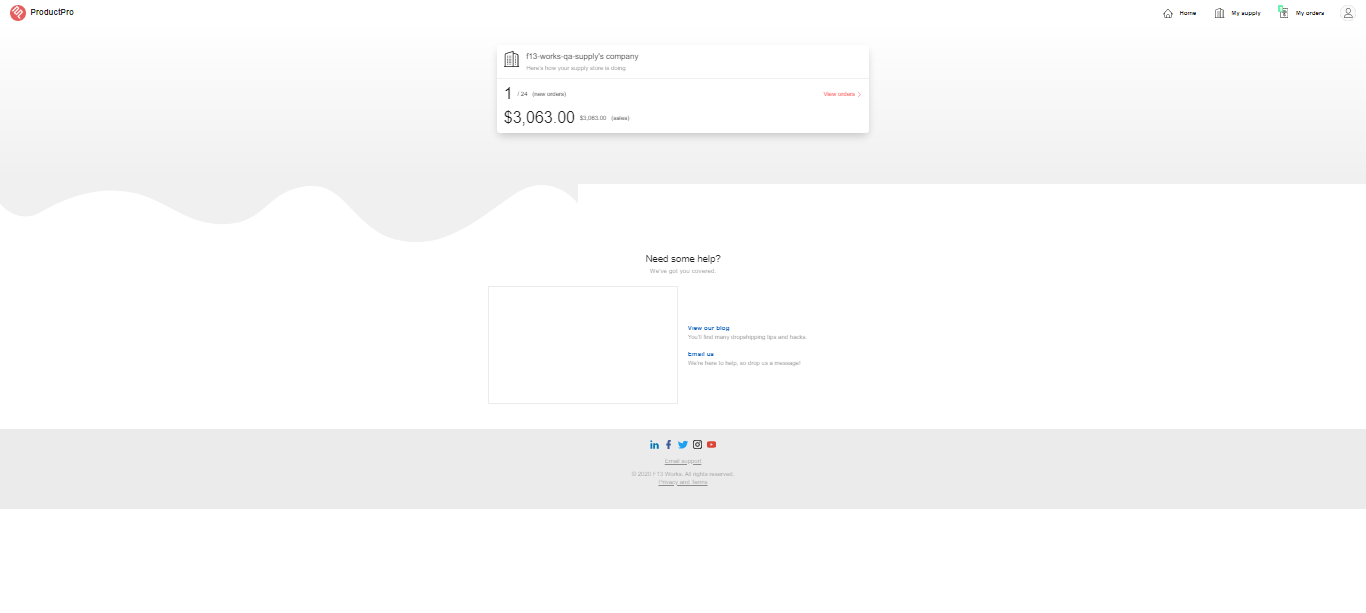 ProductPro
Home
My supply
My orders
f13-works-qa-supply's company
Here's how your supply store is doing
1 / 24 (new orders)
View orders
$3,063.00 $3,063.00 (sales)
Need some help?
We've got you covered.
View our blog
You'll find many dropshipping tips and hacks.
Email us
We're here to help, so drop us a message!
Email support
© 2020 F13 Works. All rights reserved.
Privacy and Terms